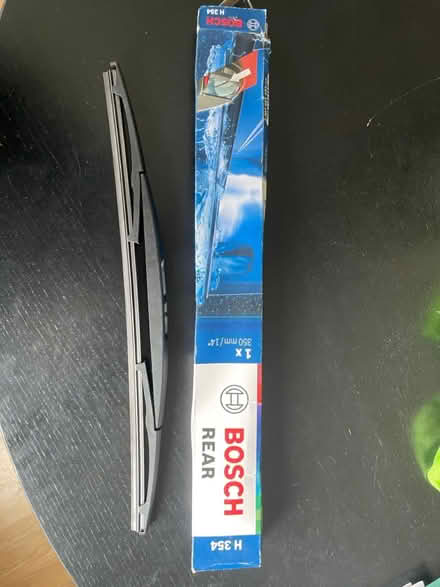 BOSCH
H 354
1 x
350 mm / 14"
BOSCH
REAR
H 354